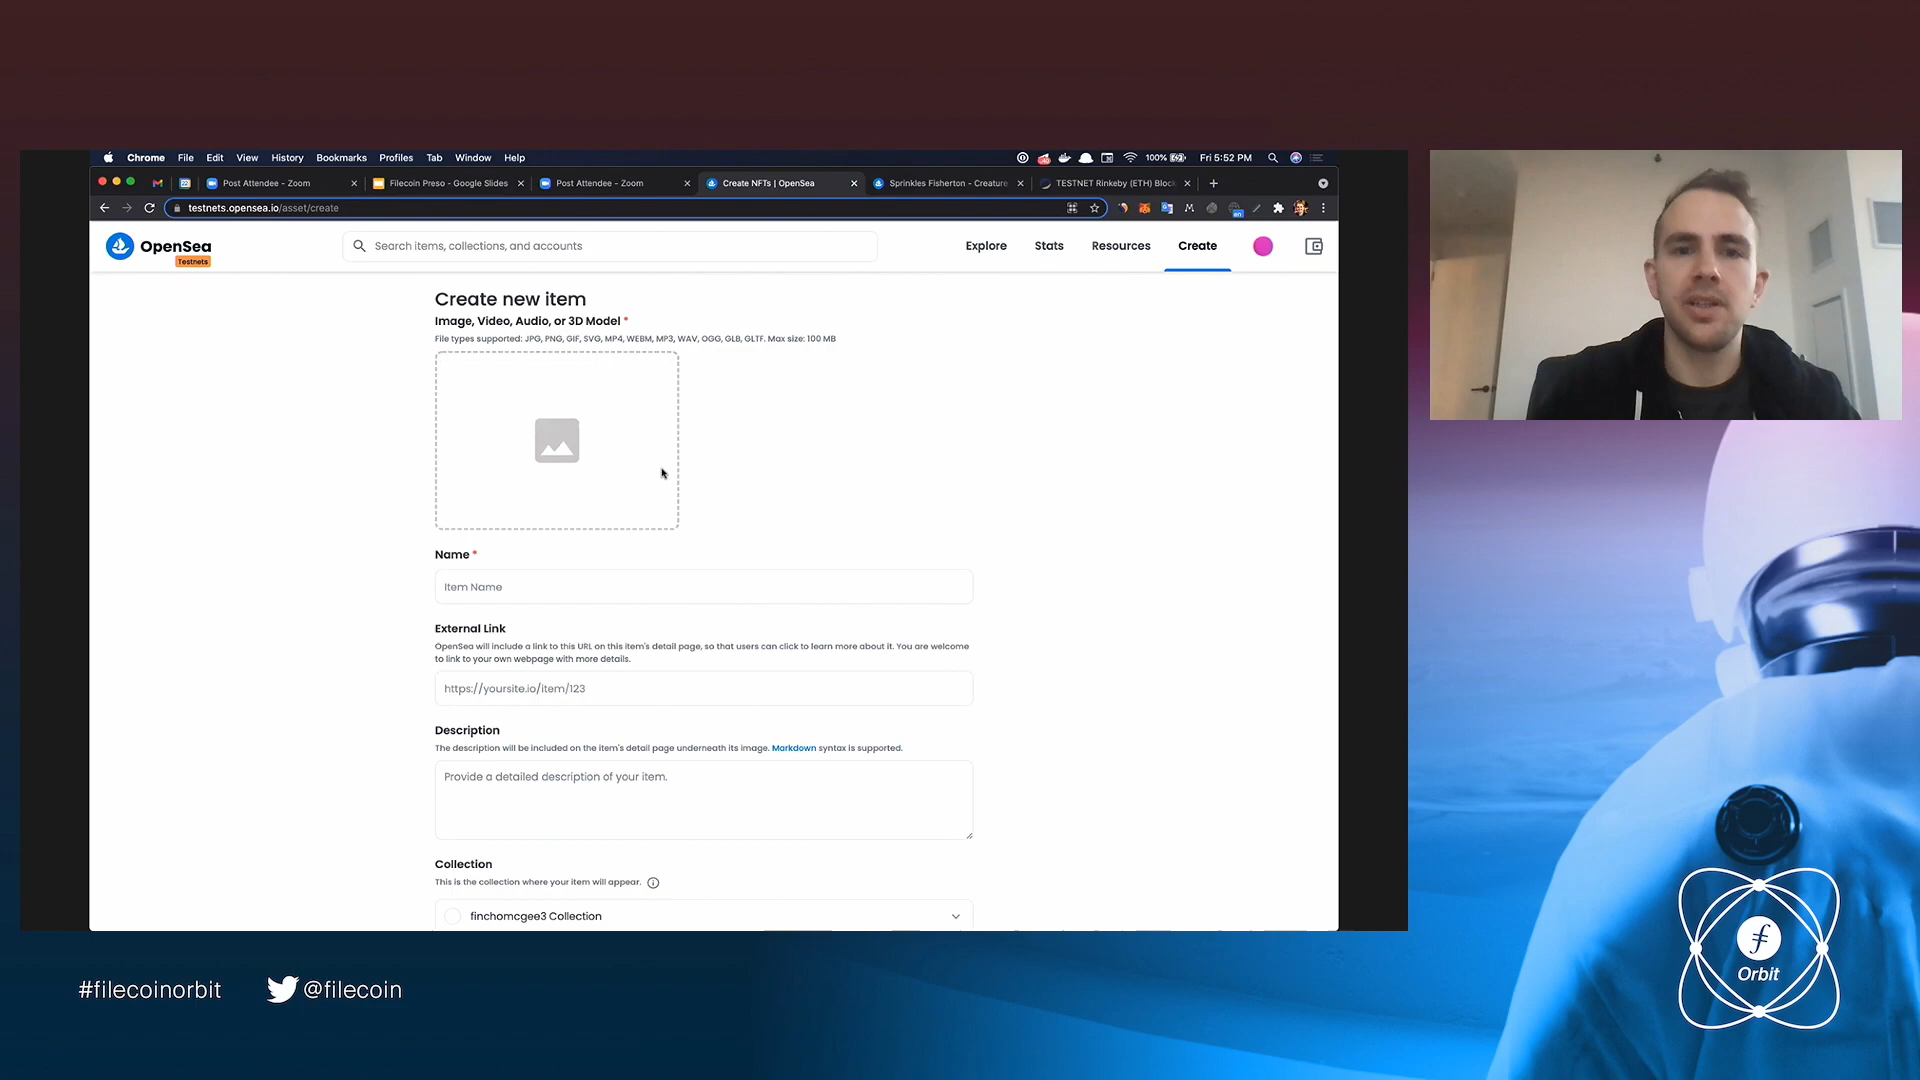 Chrome File Edit View History Bookmarks Profiles Tab Window Help 100% Fri 5:52 PM
Post Attendee - Zoom Filecoin Preso - Google Slides Post Attendee - Zoom Create NFTs | OpenSea Sprinkles Fisherton - Creature TESTNET Rinkeby (ETH) Block
testnets.opensea.io/asset/create
OpenSea
Testnets
Search items, collections, and accounts
Explore Stats Resources Create
Create new item
Image, Video, Audio, or 3D Model *
File types supported: JPG, PNG, GIF, SVG, MP4, WEBM, MP3, WAV, OGG, GLB, GLTF. Max size: 100 MB
Name *
Item Name
External Link
OpenSea will include a link to this URL on this item's detail page, so that users can click to learn more about it. You are welcome
to link to your own webpage with more details.
https://yoursite.io/item/123
Description
The description will be included on the item's detail page underneath its image. Markdown syntax is supported.
Provide a detailed description of your item.
Collection
This is the collection where your item will appear.
finchomcgee3 Collection
#filecoinorbit
@filecoin
Orbit